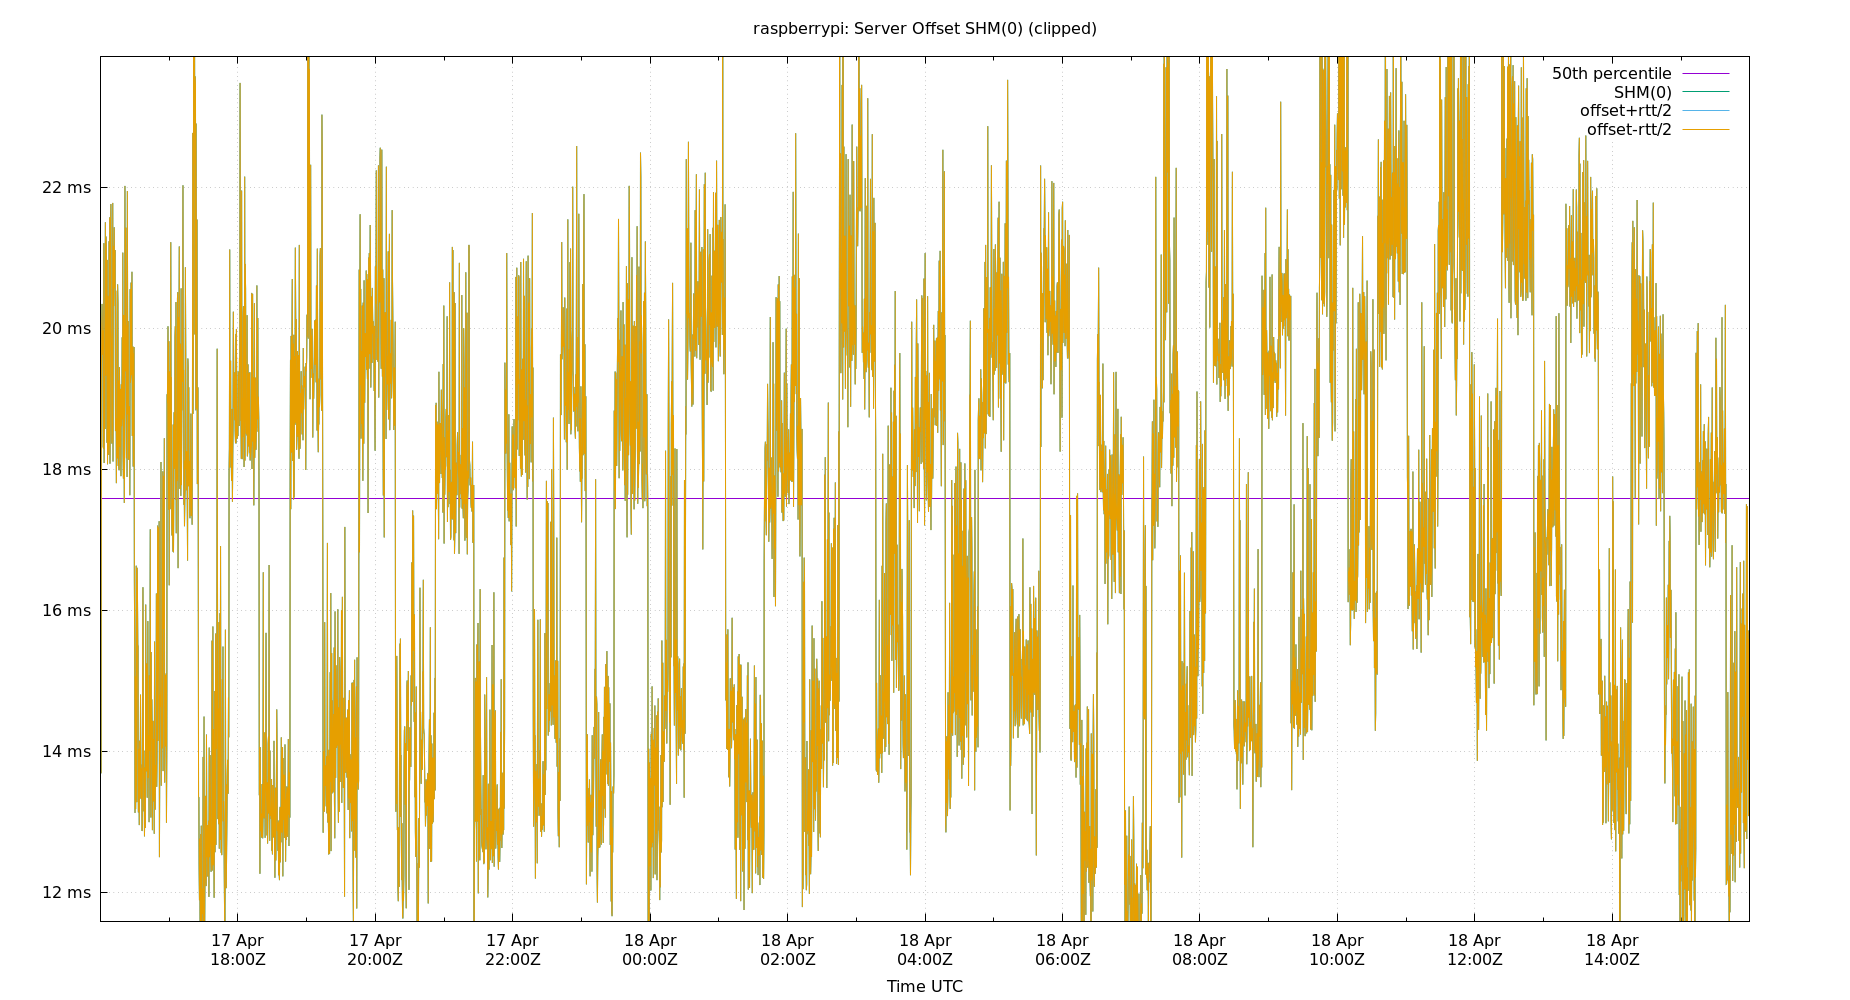 raspberrypi: Server Offset SHM(0) (clipped)
50th percentile
SHM(0)
offset+rtt/2
offset-rtt/2
22 ms
20 ms
18 ms
16 ms
14 ms
12 ms
17 Apr 17 Apr 17 Apr 18 Apr 18 Apr 18 Apr 18 Apr 18 Apr 18 Apr 18 Apr 18 Apr
18:00Z 20:00Z 22:00Z 00:00Z 02:00Z 04:00Z 06:00Z 08:00Z 10:00Z 12:00Z 14:00Z
Time UTC